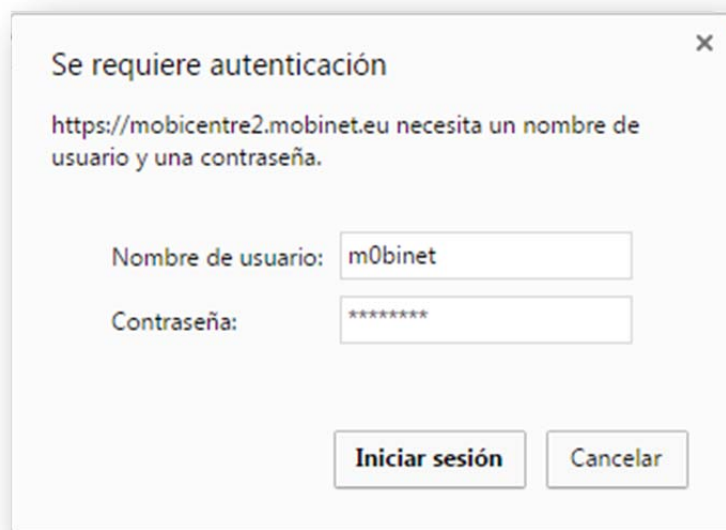 Se requiere autenticación
https://mobicentre2.mobinet.eu necesita un nombre de
usuario y una contraseña.
Nombre de usuario: m0binet
Contraseña: ********
Iniciar sesión Cancelar